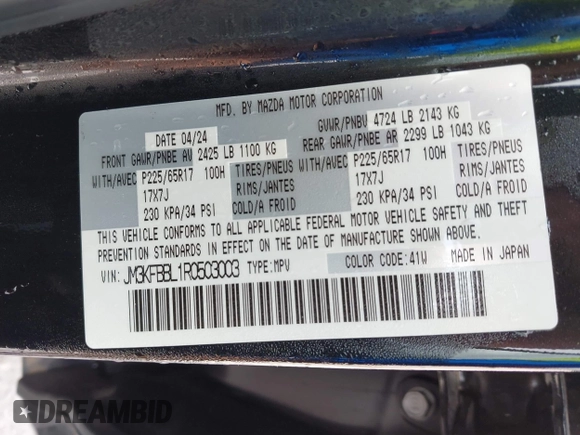 MFD. BY MAZDA MOTOR CORPORATION
DATE 04/24 GVWR/PNBV 4724 LB 2143 KG
FRONT GAWR/PNBE AV 2425 LB 1100 KG REAR GAWR/PNBE AR 2299 LB 1043 KG
WITH/AVEC P225/65R17 100H TIRES/PNEUS WITH/AVEC P225/65R17 100H TIRES/PNEUS
17X7J RIMS/JANTES 17X7J RIMS/JANTES
230 KPA/34 PSI COLD/A FROID 230 KPA/34 PSI COLD/A FROID
THIS VEHICLE CONFORMS TO ALL APPLICABLE FEDERAL MOTOR VEHICLE SAFETY AND THEFT
PREVENTION STANDARDS IN EFFECT ON THE DATE OF MANUFACTURE SHOWN ABOVE.
VIN: JM3KFBBL1R0503003 TYPE:MPV COLOR CODE:41W MADE IN JAPAN
DREAMBID